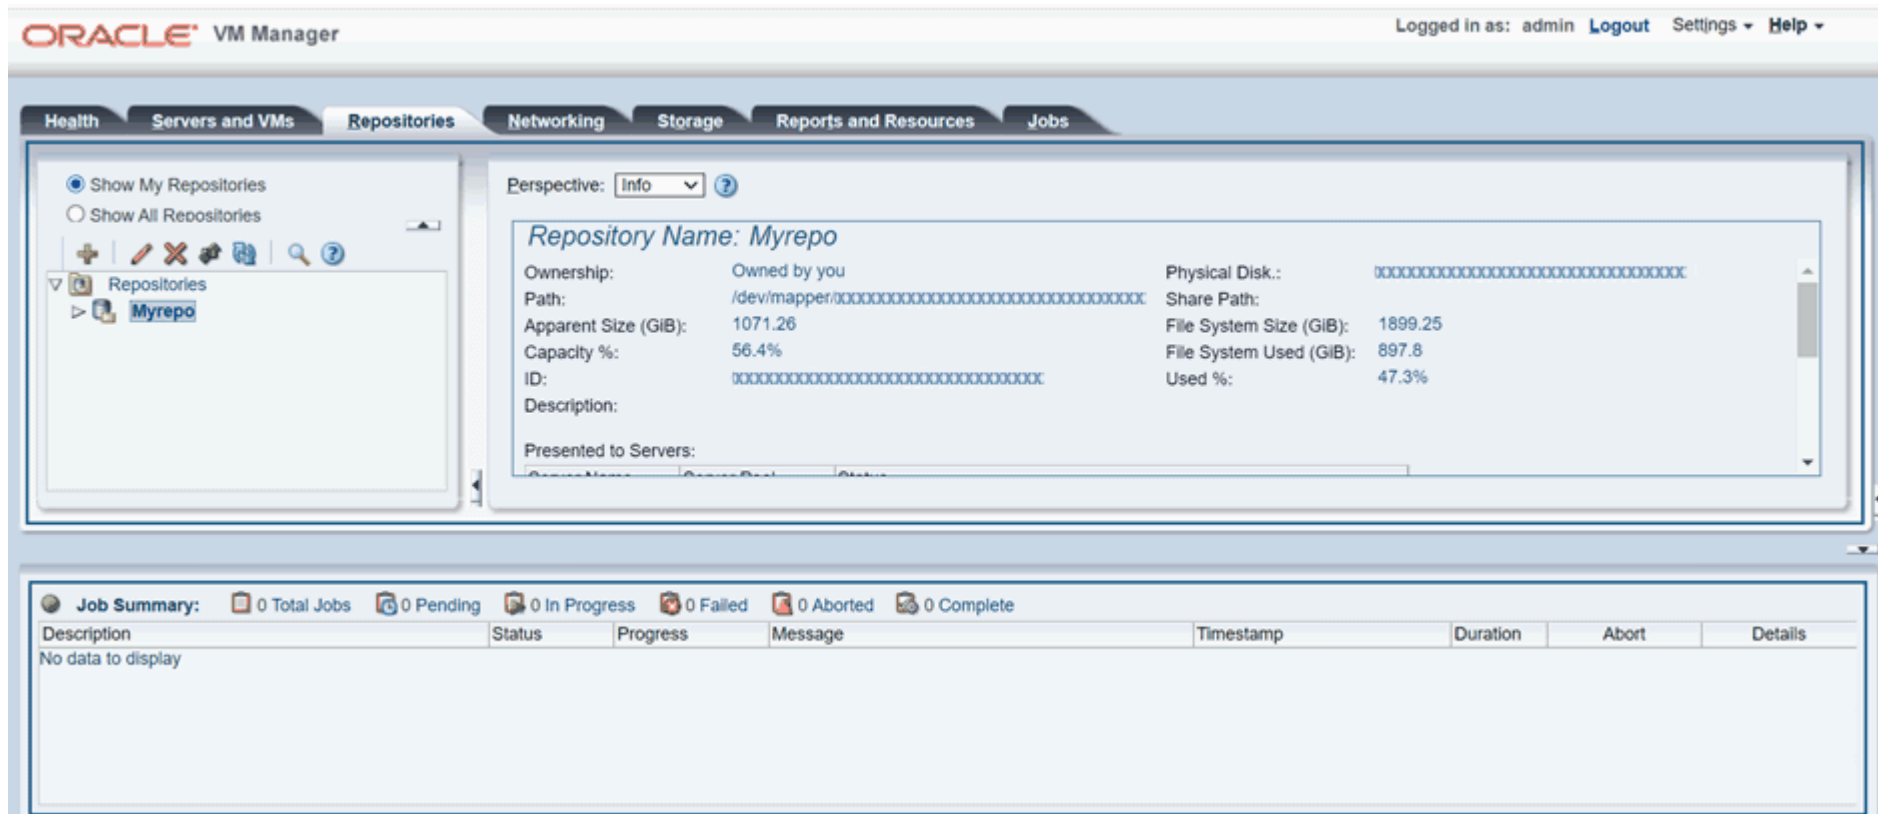 ORACLE VM Manager
Logged in as: admin Logout Settings Help
Health Servers and VMs Repositories Networking Storage Reports and Resources Jobs
Show My Repositories
Show All Repositories
Repositories
Myrepo
Perspective: Info
Repository Name: Myrepo
Ownership: Owned by you
Path: /dev/mapper/
Apparent Size (GiB): 1071.26
Capacity %: 56.4%
ID:
Description:
Physical Disk.:
Share Path:
File System Size (GiB): 1899.25
File System Used (GiB): 897.8
Used %: 47.3%
Presented to Servers:
Server Name Server Pool Status
Job Summary: 0 Total Jobs 0 Pending 0 In Progress 0 Failed 0 Aborted 0 Complete
Description Status Progress Message Timestamp Duration Abort Details
No data to display